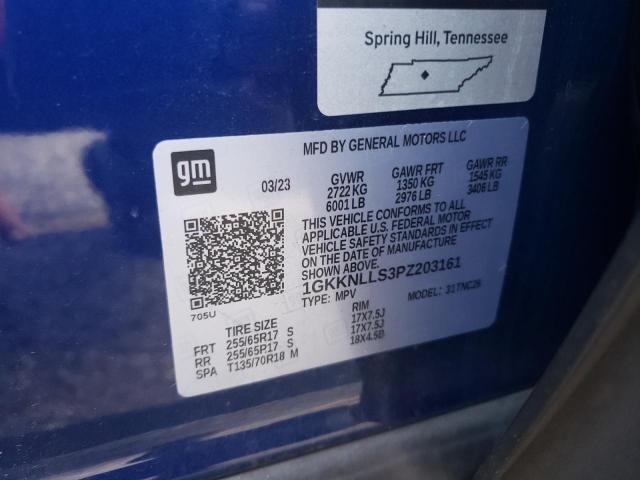 Spring Hill, Tennessee
gm
MFD BY GENERAL MOTORS LLC
03/23
GVWR GAWR FRT GAWR RR
2722 KG 1350 KG 1545 KG
6001 LB 2976 LB 3406 LB
THIS VEHICLE CONFORMS TO ALL
APPLICABLE U.S. FEDERAL MOTOR
VEHICLE SAFETY STANDARDS IN EFFECT
ON THE DATE OF MANUFACTURE
SHOWN ABOVE.
1GKKNLLS3PZ203161
TYPE: MPV MODEL: 31TNC26
705U
TIRE SIZE RIM
FRT 255/65R17 S 17X7.5J
RR 255/65R17 S 17X7.5J
SPA T135/70R18 M 18X4.5B